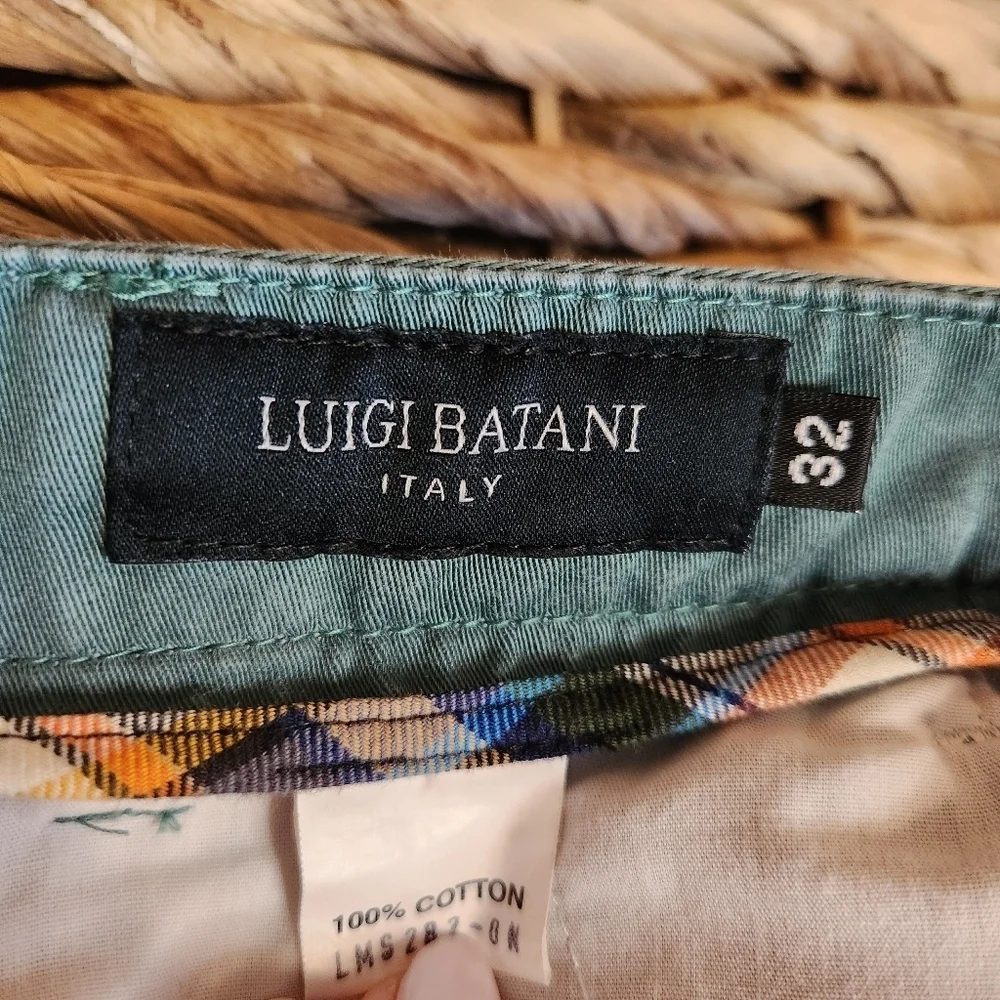 LUIGI BATANI
ITALY
32
100% COTTON